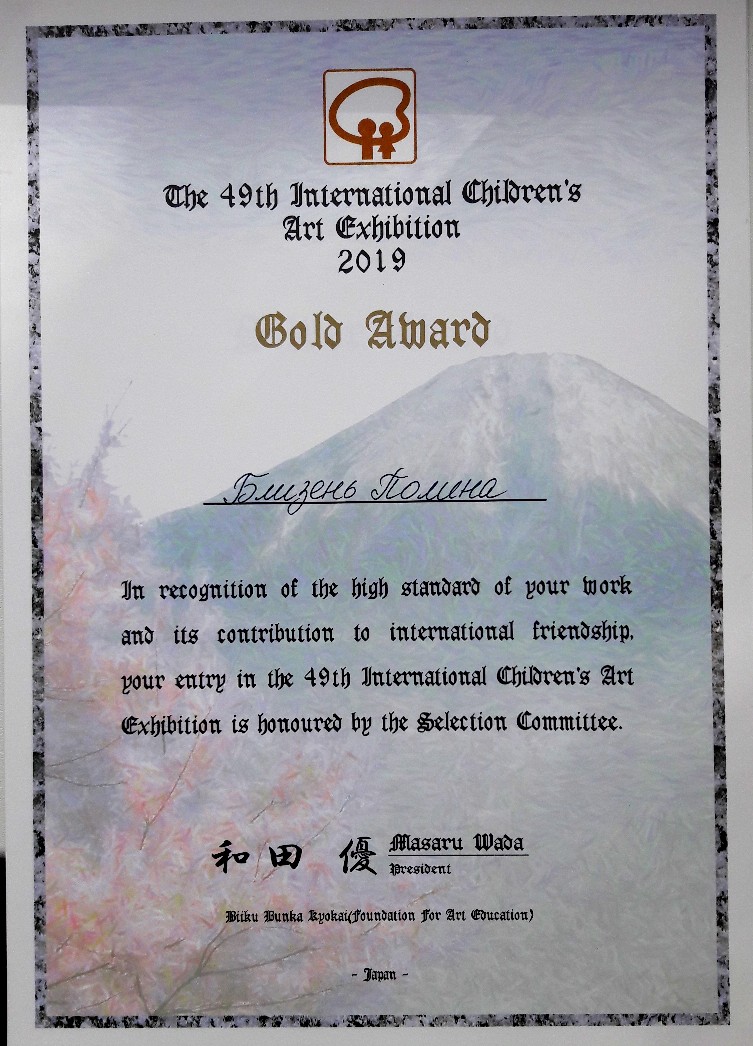 The 49th International Children's
Art Exhibition
2019
Gold Award
Близень Полина
In recognition of the high standard of your work
and its contribution to international friendship,
your entry in the 49th International Children's Art
Exhibition is honoured by the Selection Committee.
和田 優 Masaru Wada
President
Biiku Bunka Kyokai(Foundation For Art Education)
- Japan -